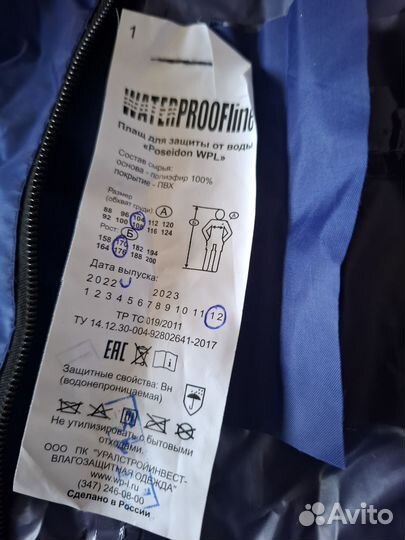 1
WATERPROOFline
Плащ для защиты от воды
«Poseidon WPL»
Состав сырья:
основа - полиэфир 100%
покрытие - ПВХ
Размер
(обхват груди): А
88 96 104 112 120
92 100 108 116 124
Рост: Б
158 170 182 194
164 176 188 200
Дата выпуска:
2022 2023
1 2 3 4 5 6 7 8 9 10 11 12
ТР ТС 019/2011
ТУ 14.12.30-004-92802641-2017
EAC
Защитные свойства: Вн
(водонепроницаемая)
Не утилизировать с бытовыми
отходами.
ООО ПК "УРАЛСТРОЙИНВЕСТ-
ВЛАГОЗАЩИТНАЯ ОДЕЖДА"
www.wp-l.ru
(347) 246-08-00
Сделано в России
Avito